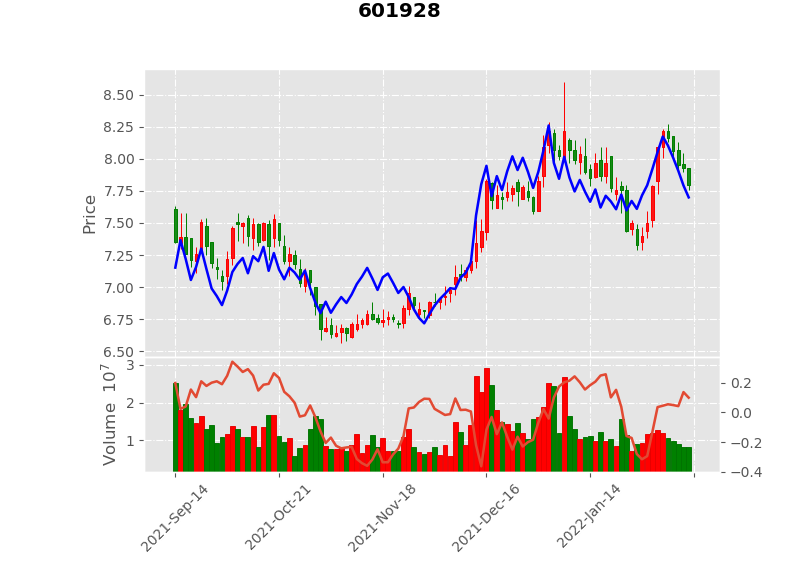 601928
8.50
8.25
8.00
7.75
7.50
7.25
7.00
6.75
6.50
Price
3
2
1
Volume 10^7
0.2
0.0
−0.2
−0.4
2021-Sep-14
2021-Oct-21
2021-Nov-18
2021-Dec-16
2022-Jan-14